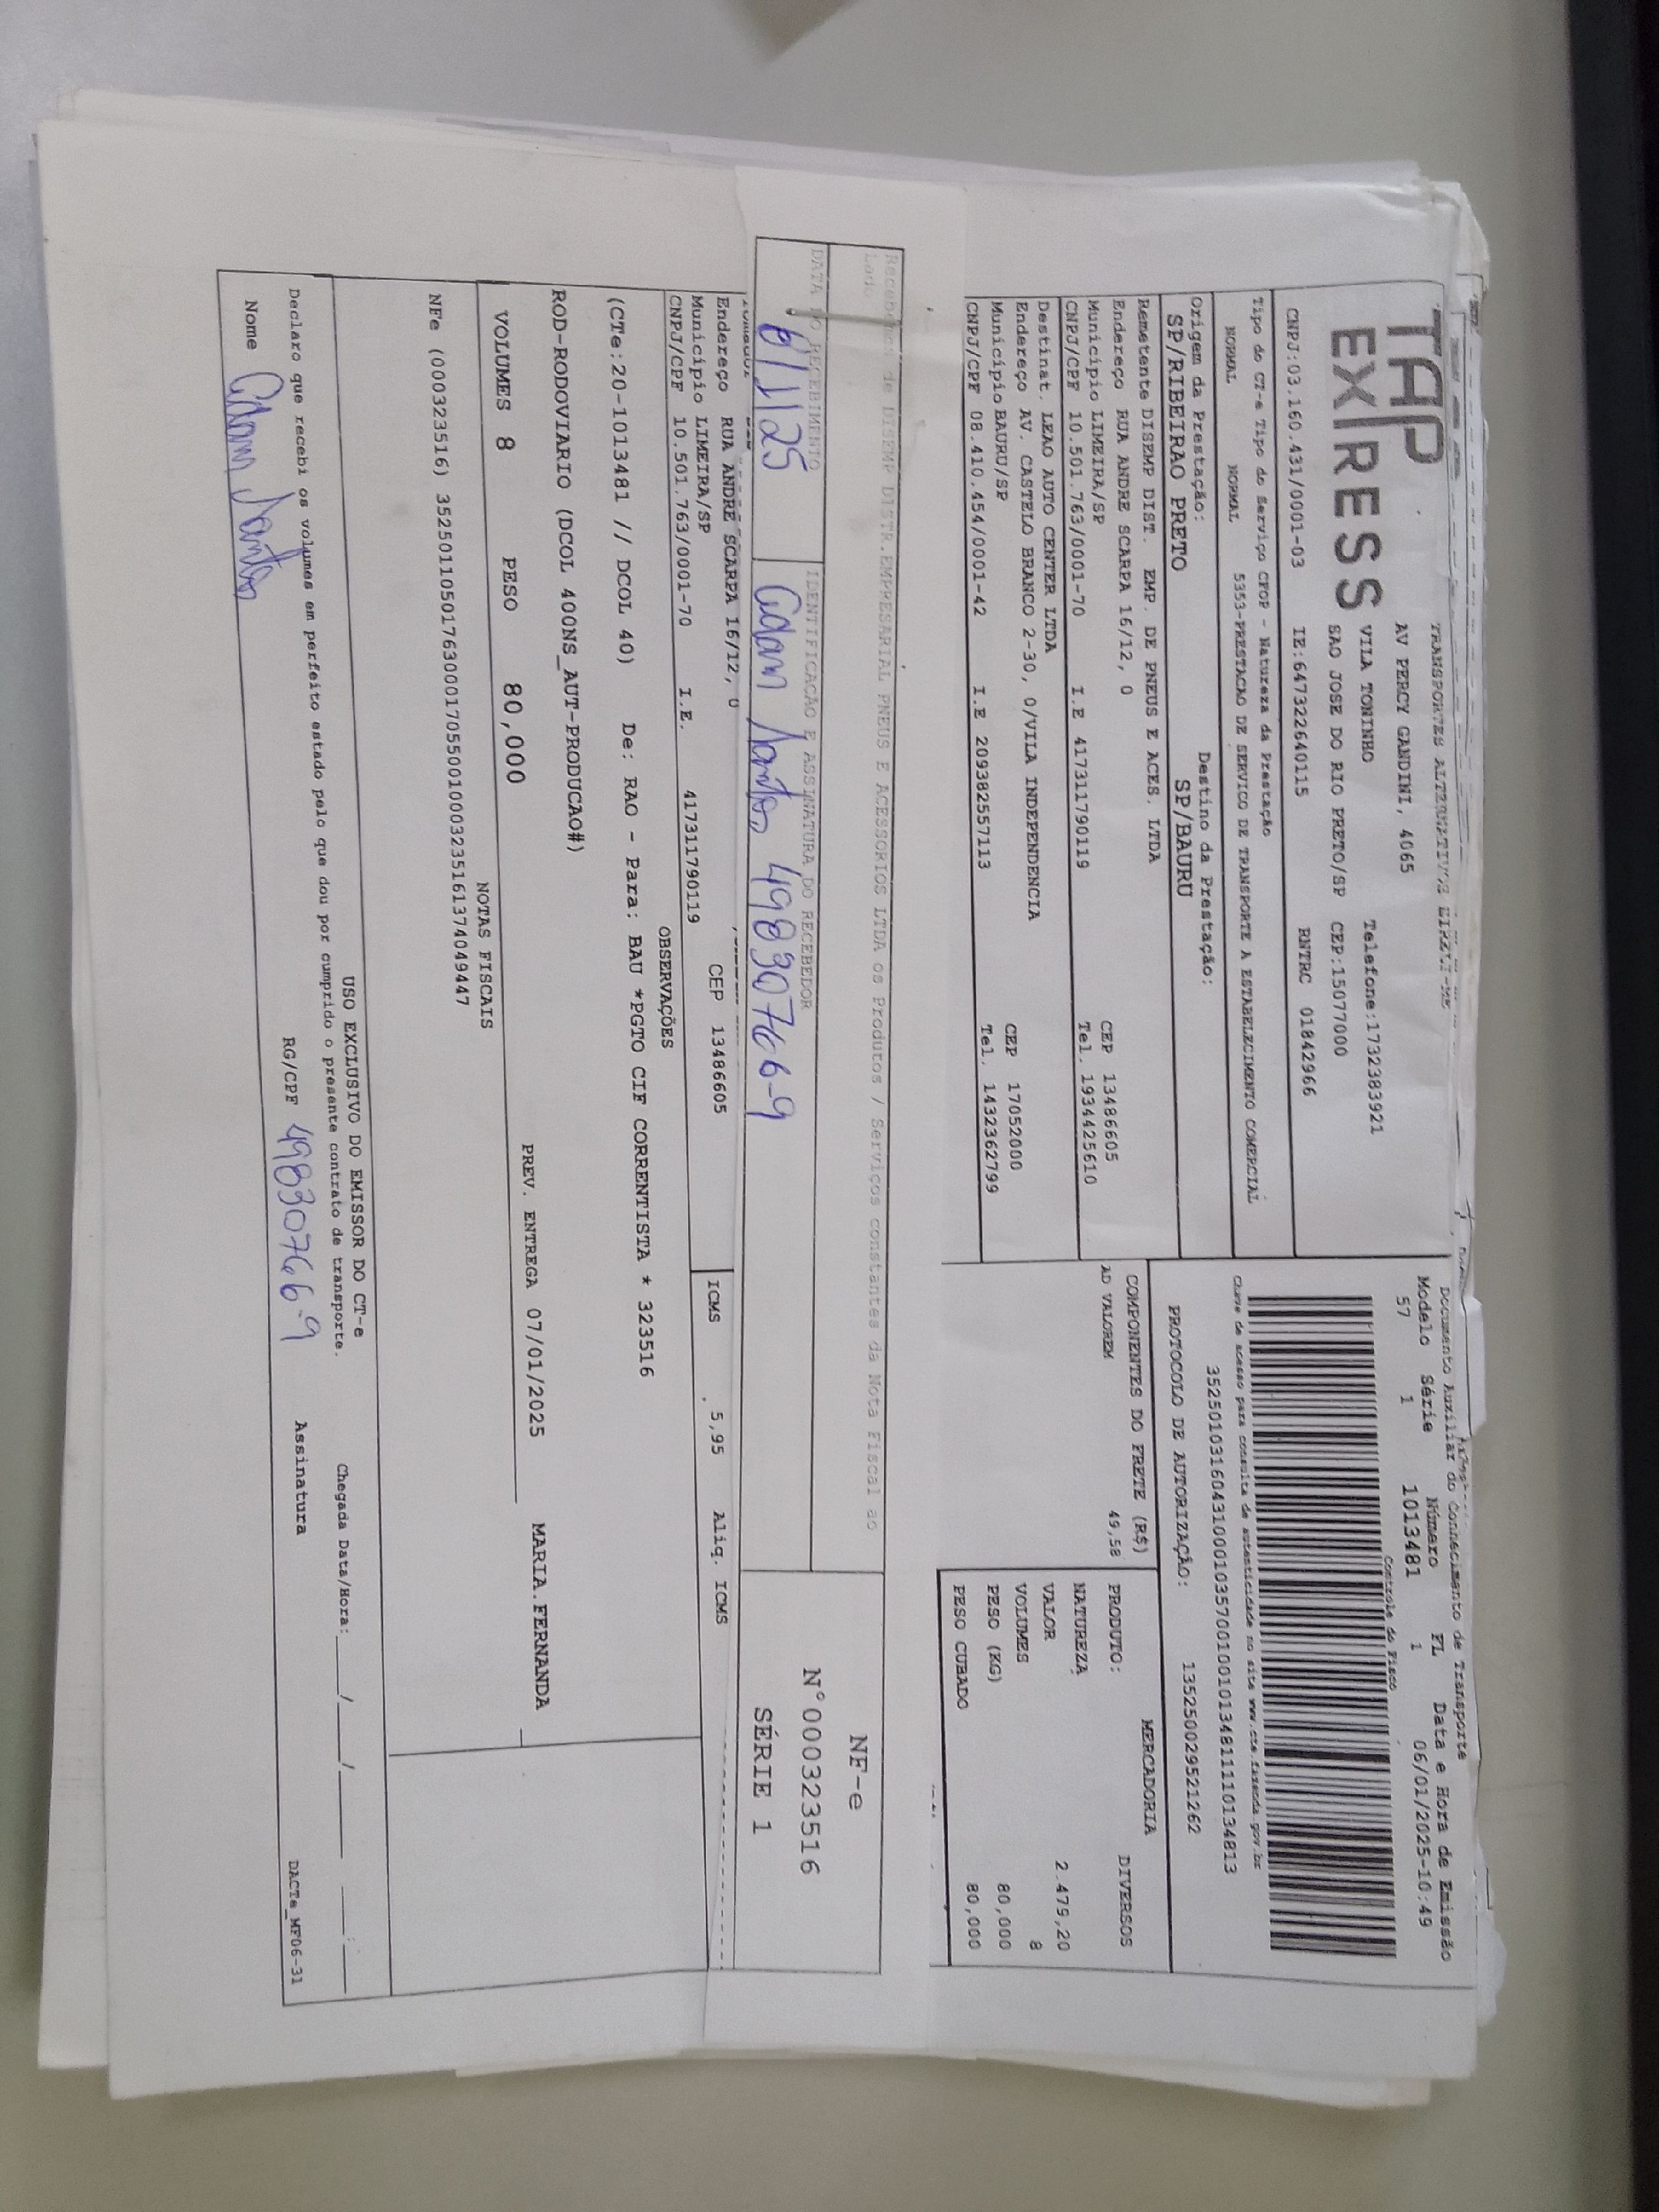 TAP
EXPRESS
TRANSPORTES ALTERNATIVOS EIRELI-ME
AV PERCY GANDINI, 4065
VILA TONINHO Telefone:1732383921
SAO JOSE DO RIO PRETO/SP CEP:15077000
CNPJ:03.160.431/0001-03 IE:647322640115 RNTRC 01842966
Tipo do CT-e Tipo do Serviço CFOP - Natureza da Prestação
NORMAL NORMAL 5353-PRESTACAO DE SERVICO DE TRANSPORTE A ESTABELECIMENTO COMERCIAL
Origem da Prestação: Destino da Prestação:
SP/RIBEIRAO PRETO SP/BAURU
Remetente DISEMP DIST. EMP. DE PNEUS E ACES. LTDA
Endereço RUA ANDRE SCARPA 16/12, 0 CEP 13486605
Município LIMEIRA/SP Tel. 1934425610
CNPJ/CPF 10.501.763/0001-70 I.E 417311790119
Destinat. LEAO AUTO CENTER LTDA
Endereço AV. CASTELO BRANCO 2-30, 0/VILA INDEPENDENCIA
Município BAURU/SP CEP 17052000
CNPJ/CPF 08.410.454/0001-42 I.E 209382557113 Tel. 1432362799
Documento Auxiliar do Conhecimento de Transporte
Modelo Série Número FL Data e Hora de Emissão
57 1 1013481 1 06/01/2025-10:49
Controle do Fisco
Chave de acesso para consulta de autenticidade no site www.cte.fazenda.gov.br
35250103160431000103570010010134811110134813
PROTOCOLO DE AUTORIZAÇÃO: 135250029521262
COMPONENTES DO FRETE (R$)
AD VALOREM 49,58
MERCADORIA
PRODUTO: DIVERSOS
NATUREZA
VALOR 2.479,20
VOLUMES 8
PESO (KG) 80,000
PESO CUBADO 80,000
Recebemos de DISEMP DISTR.EMPRESARIAL PNEUS E ACESSORIOS LTDA os Produtos / Serviços constantes da Nota Fiscal ao
Lado
DATA DO RECEBIMENTO IDENTIFICAÇÃO E ASSINATURA DO RECEBEDOR
6/1/25 Adam Santos 49830766-9
NF-e
N°000323516
SÉRIE 1
Endereço RUA ANDRE SCARPA 16/12, 0 CEP 13486605
Município LIMEIRA/SP
CNPJ/CPF 10.501.763/0001-70 I.E. 417311790119
ICMS 5,95 Aliq. ICMS
OBSERVAÇÕES
(CTe:20-1013481 // DCOL 40) De: RAO - Para: BAU *PGTO CIF CORRENTISTA * 323516
ROD-RODOVIARIO (DCOL 400NS_AUT-PRODUCAO#)
VOLUMES 8 PESO 80,000 PREV. ENTREGA 07/01/2025 MARIA.FERNANDA
NOTAS FISCAIS
NFe (000323516) 35250110501763000170550010003235161374049447
USO EXCLUSIVO DO EMISSOR DO CT-e
Declaro que recebi os volumes em perfeito estado pelo que dou por cumprido o presente contrato de transporte. Chegada Data/Hora:____/____/____ ____:____
Nome Adam Santos RG/CPF 49830766-9 Assinatura
DACTe_MF06-31